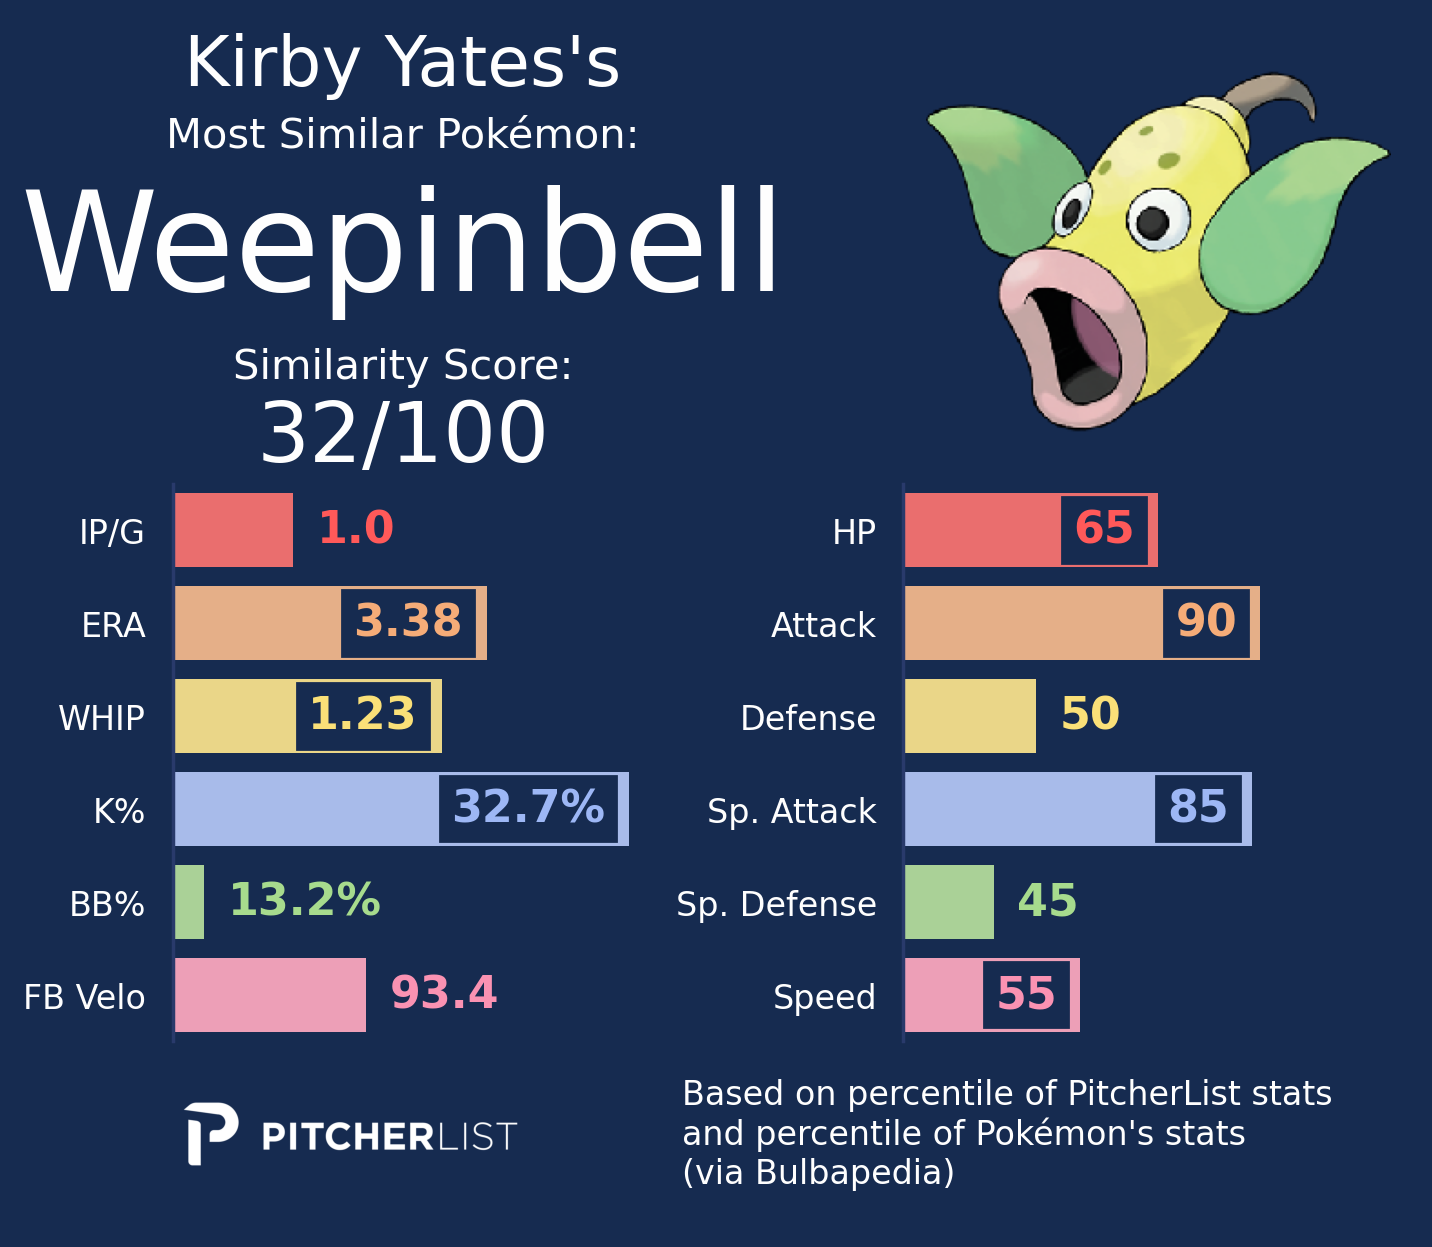 Kirby Yates's
Most Similar Pokémon:
Weepinbell
Similarity Score:
32/100
IP/G 1.0
ERA 3.38
WHIP 1.23
K% 32.7%
BB% 13.2%
FB Velo 93.4
HP 65
Attack 90
Defense 50
Sp. Attack 85
Sp. Defense 45
Speed 55
PITCHERLIST
Based on percentile of PitcherList stats
and percentile of Pokémon's stats
(via Bulbapedia)